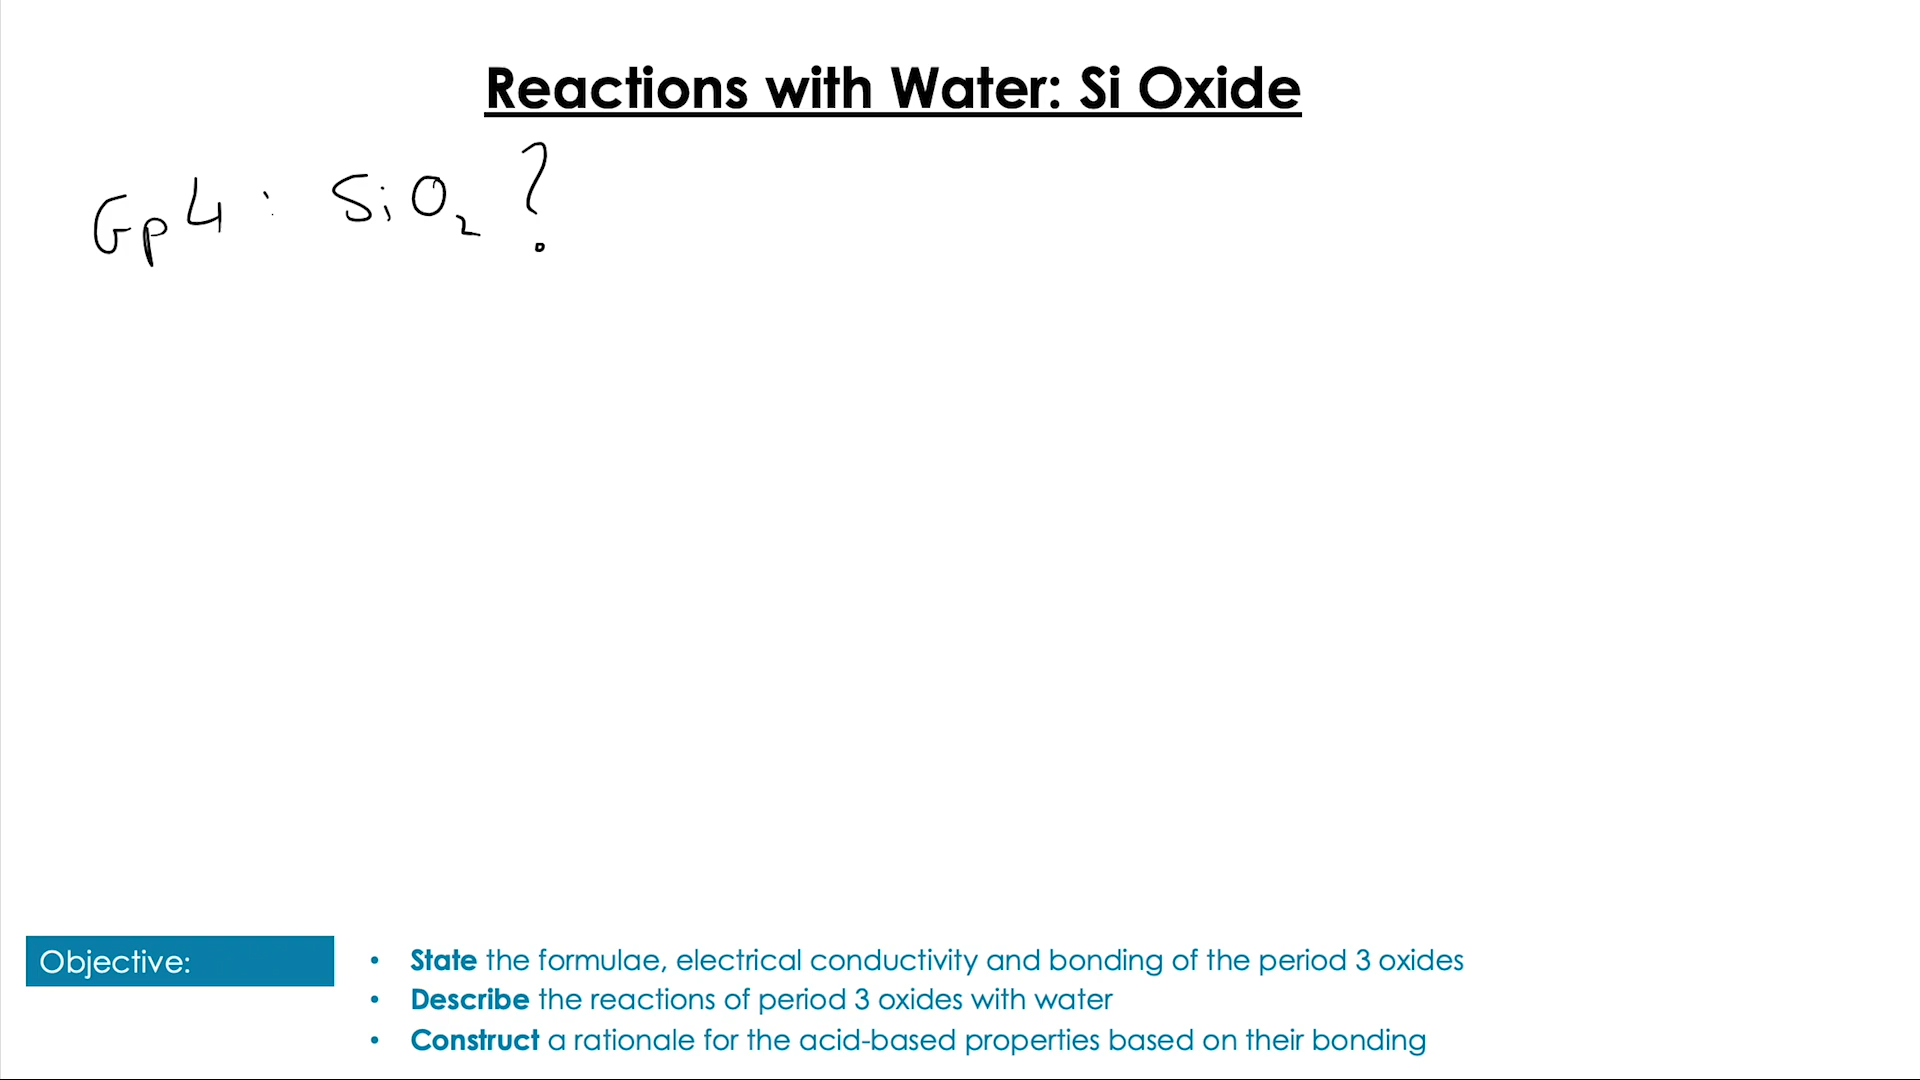 Reactions with Water: Si Oxide
Gp4: SiO₂?
Objective:
• State the formulae, electrical conductivity and bonding of the period 3 oxides
• Describe the reactions of period 3 oxides with water
• Construct a rationale for the acid-based properties based on their bonding